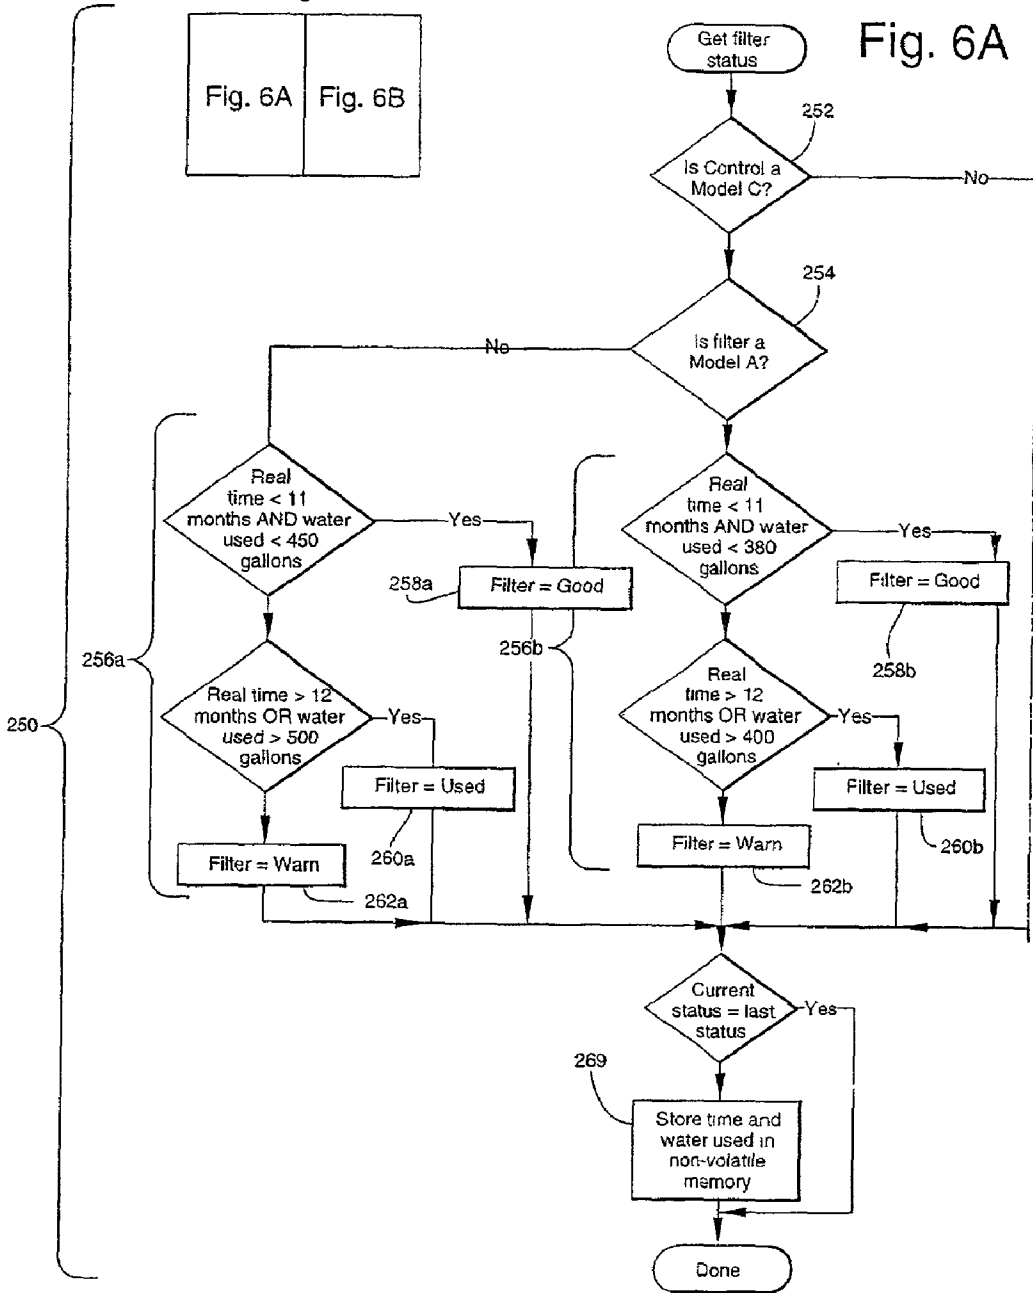 Fig. 6A
Fig. 6A
Fig. 6B
Get filter
status
252
Is Control a
Model C?
No
254
Is filter a
Model A?
No
Real
time < 11
months AND water
used < 450
gallons
Yes
258a
Filter = Good
Real
time < 11
months AND water
used < 380
gallons
Yes
Filter = Good
258b
256a
256b
250
Real time > 12
months OR water
used > 500
gallons
Yes
Filter = Used
260a
Filter = Warn
262a
Real
time > 12
months OR water
used > 400
gallons
Yes
Filter = Used
260b
Filter = Warn
262b
Current
status = last
status
Yes
269
Store time and
water used in
non-volatile
memory
Done